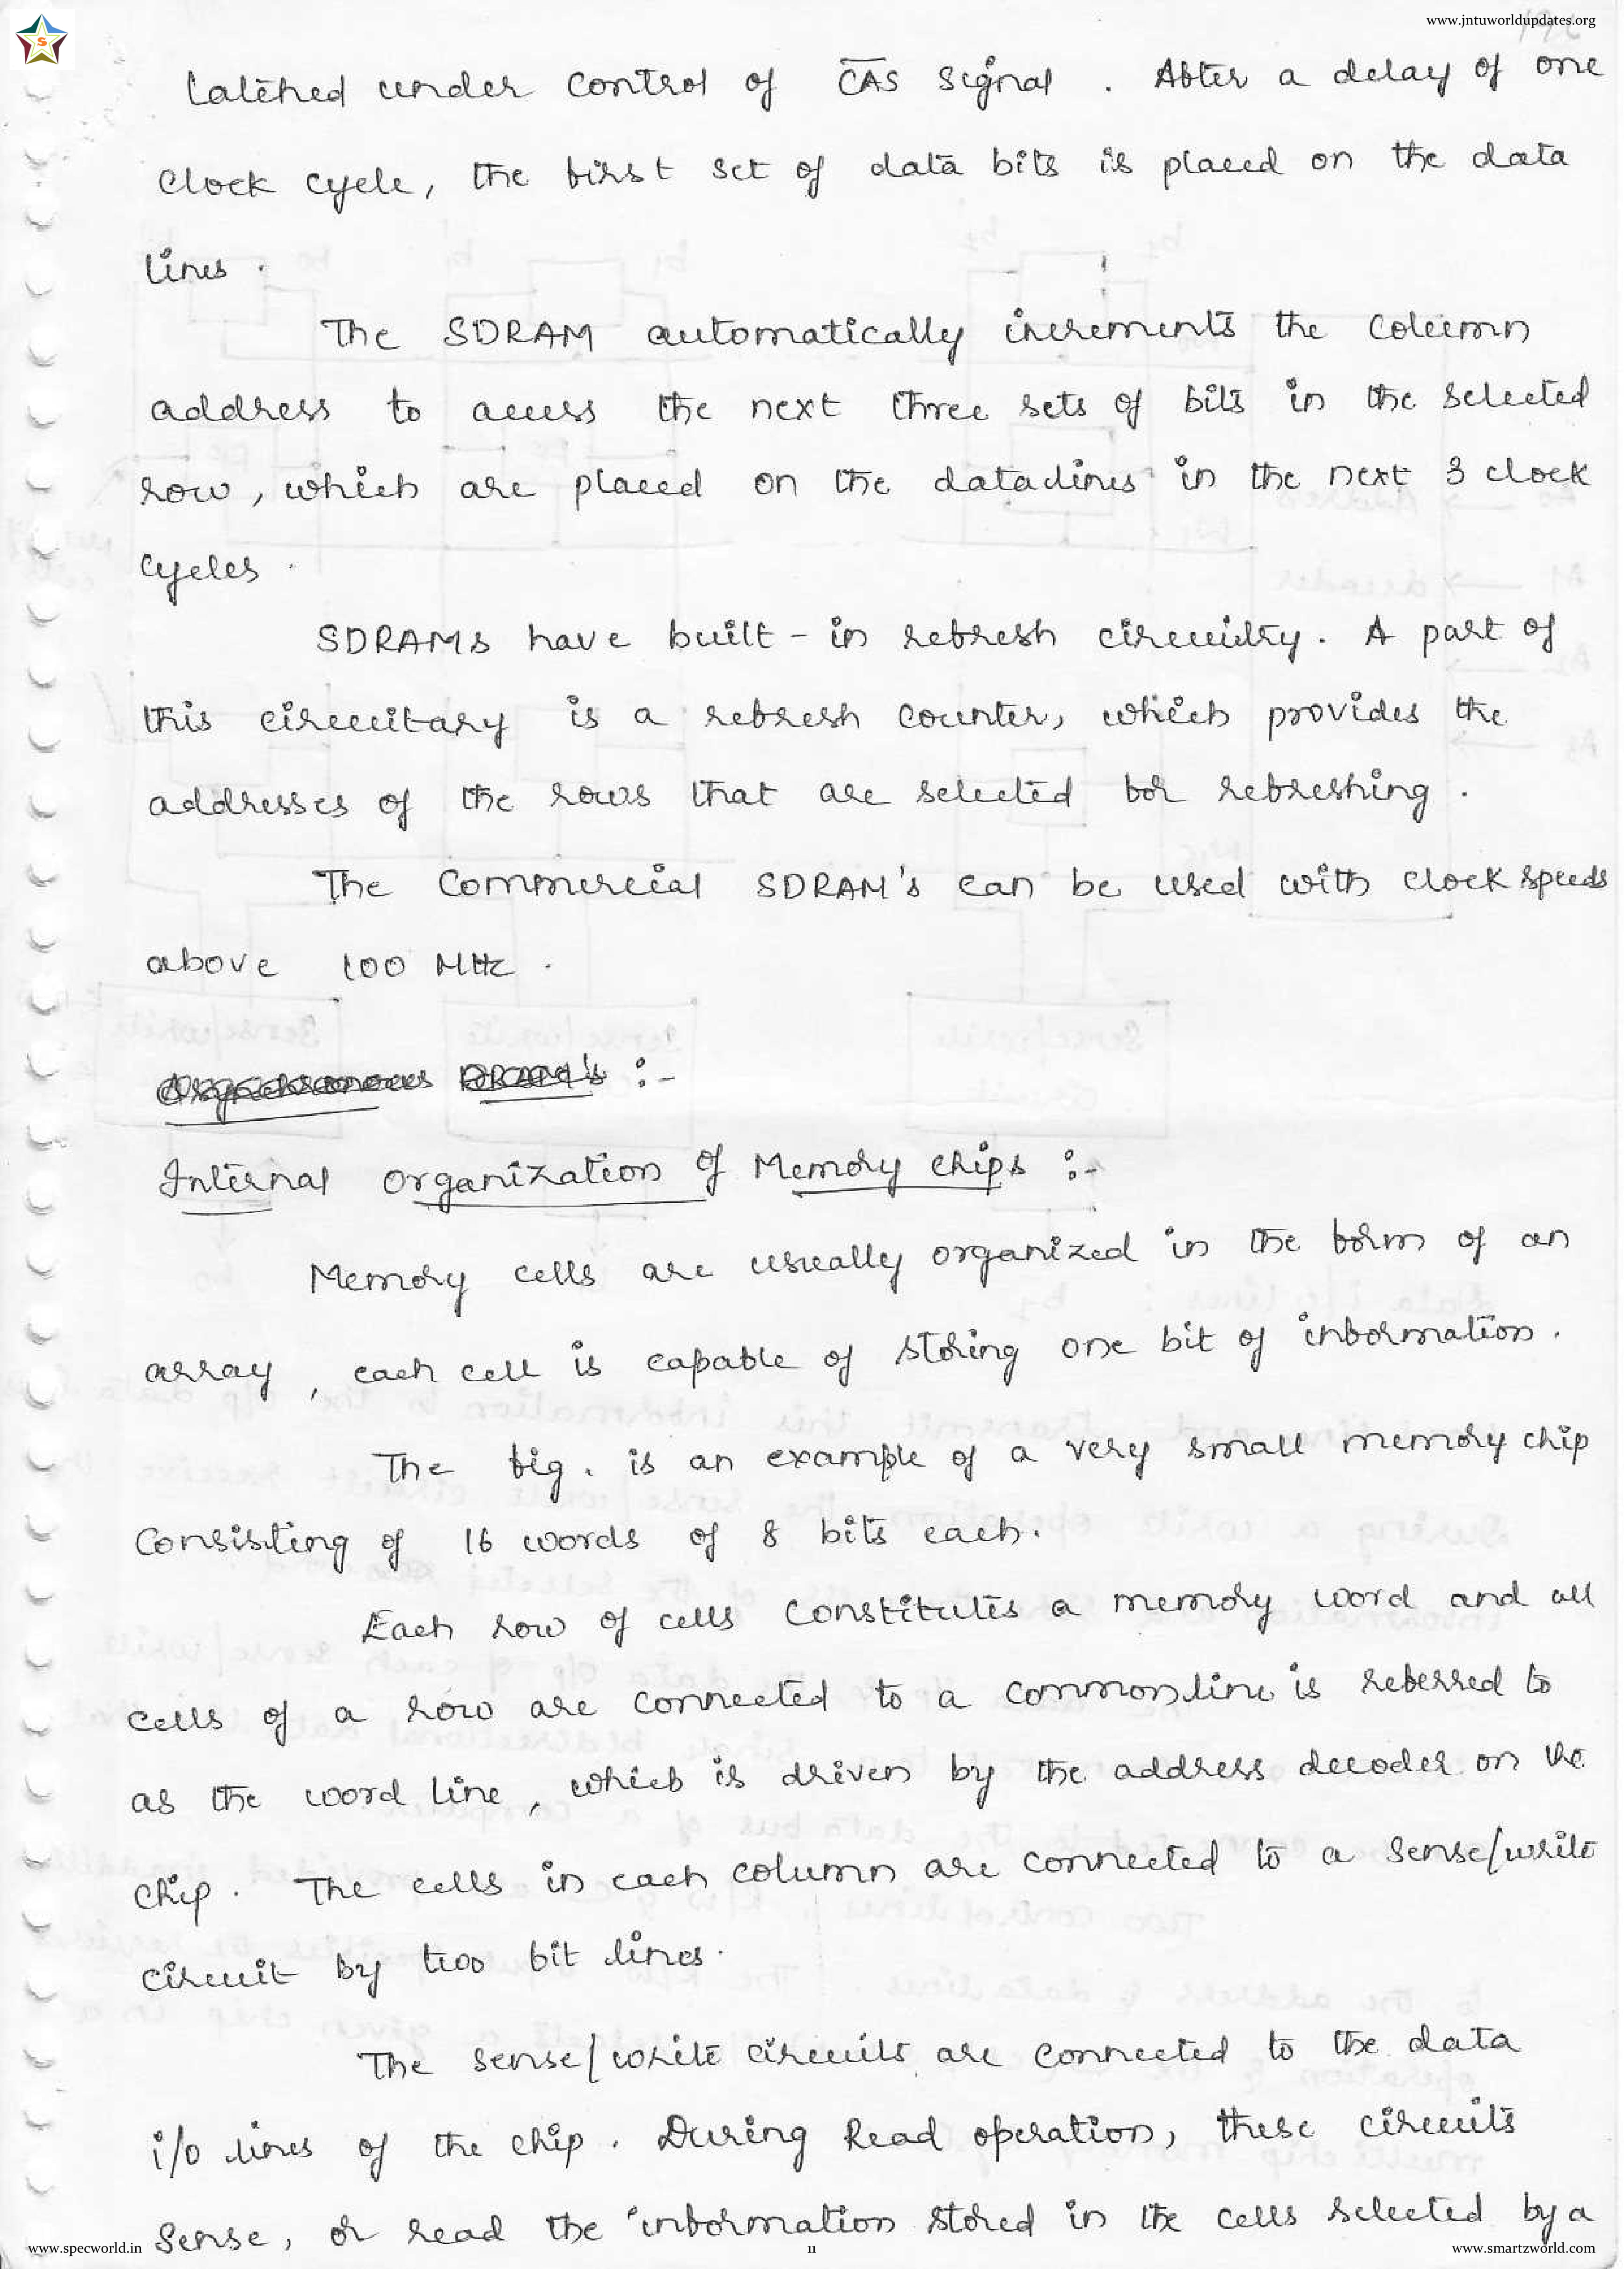 www.jntuworldupdates.org
S
Latched under control of C̅A̅S̅ signal . After a delay of one
clock cycle, the first set of data bits is placed on the data
lines .
The SDRAM automatically increments the column
address to access the next three sets of bits in the selected
row, which are placed on the data lines in the next 3 clock
cycles .
SDRAMs have built - in refresh circuitry. A part of
this circuitary is a refresh counter, which provides the
addresses of the rows that are selected for refreshing .
The commercial SDRAM's can be used with clock speeds
above 100 MHz .
Asynchronous DRAM's :-
Internal organization of Memory chips :-
Memory cells are usually organized in the form of an
array , each cell is capable of storing one bit of information .
The fig . is an example of a very small memory chip
consisting of 16 words of 8 bits each.
Each row of cells constitutes a memory word and all
cells of a row are connected to a common line is referred to
as the word line , which is driven by the address decoder on the
chip . The cells in each column are connected to a sense/write
circuit by two bit lines.
The sense/write circuits are connected to the data
i/o lines of the chip . During Read operation, these circuits
sense, or read the information stored in the cells selected by a
www.specworld.in
11
www.smartzworld.com